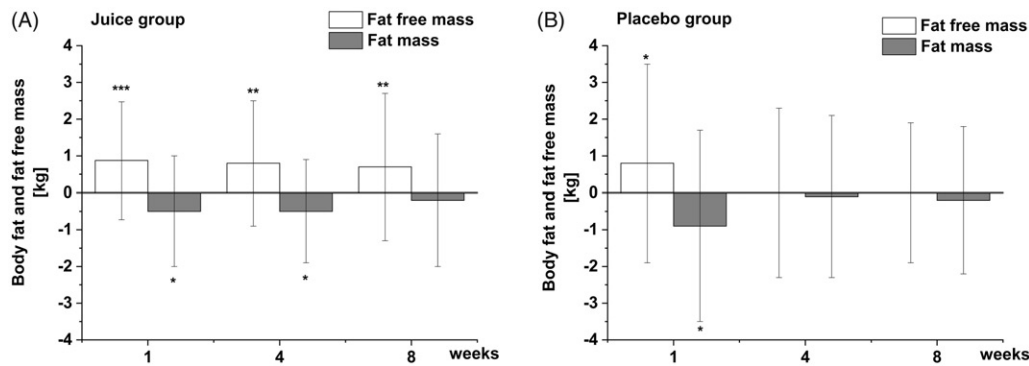 (A)
Juice group
Fat free mass
Fat mass
Body fat and fat free mass
[kg]
4
3
2
1
0
-1
-2
-3
-4
***
**
**
*
*
1
4
8
weeks
(B)
Placebo group
Fat free mass
Fat mass
Body fat and fat free mass
[kg]
4
3
2
1
0
-1
-2
-3
-4
*
*
1
4
8
weeks